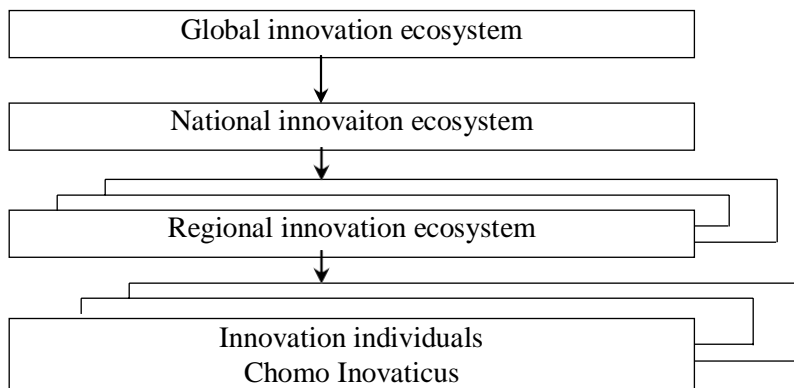 Global innovation ecosystem
National innovaiton ecosystem
Regional innovation ecosystem
Innovation individuals
Chomo Inovaticus